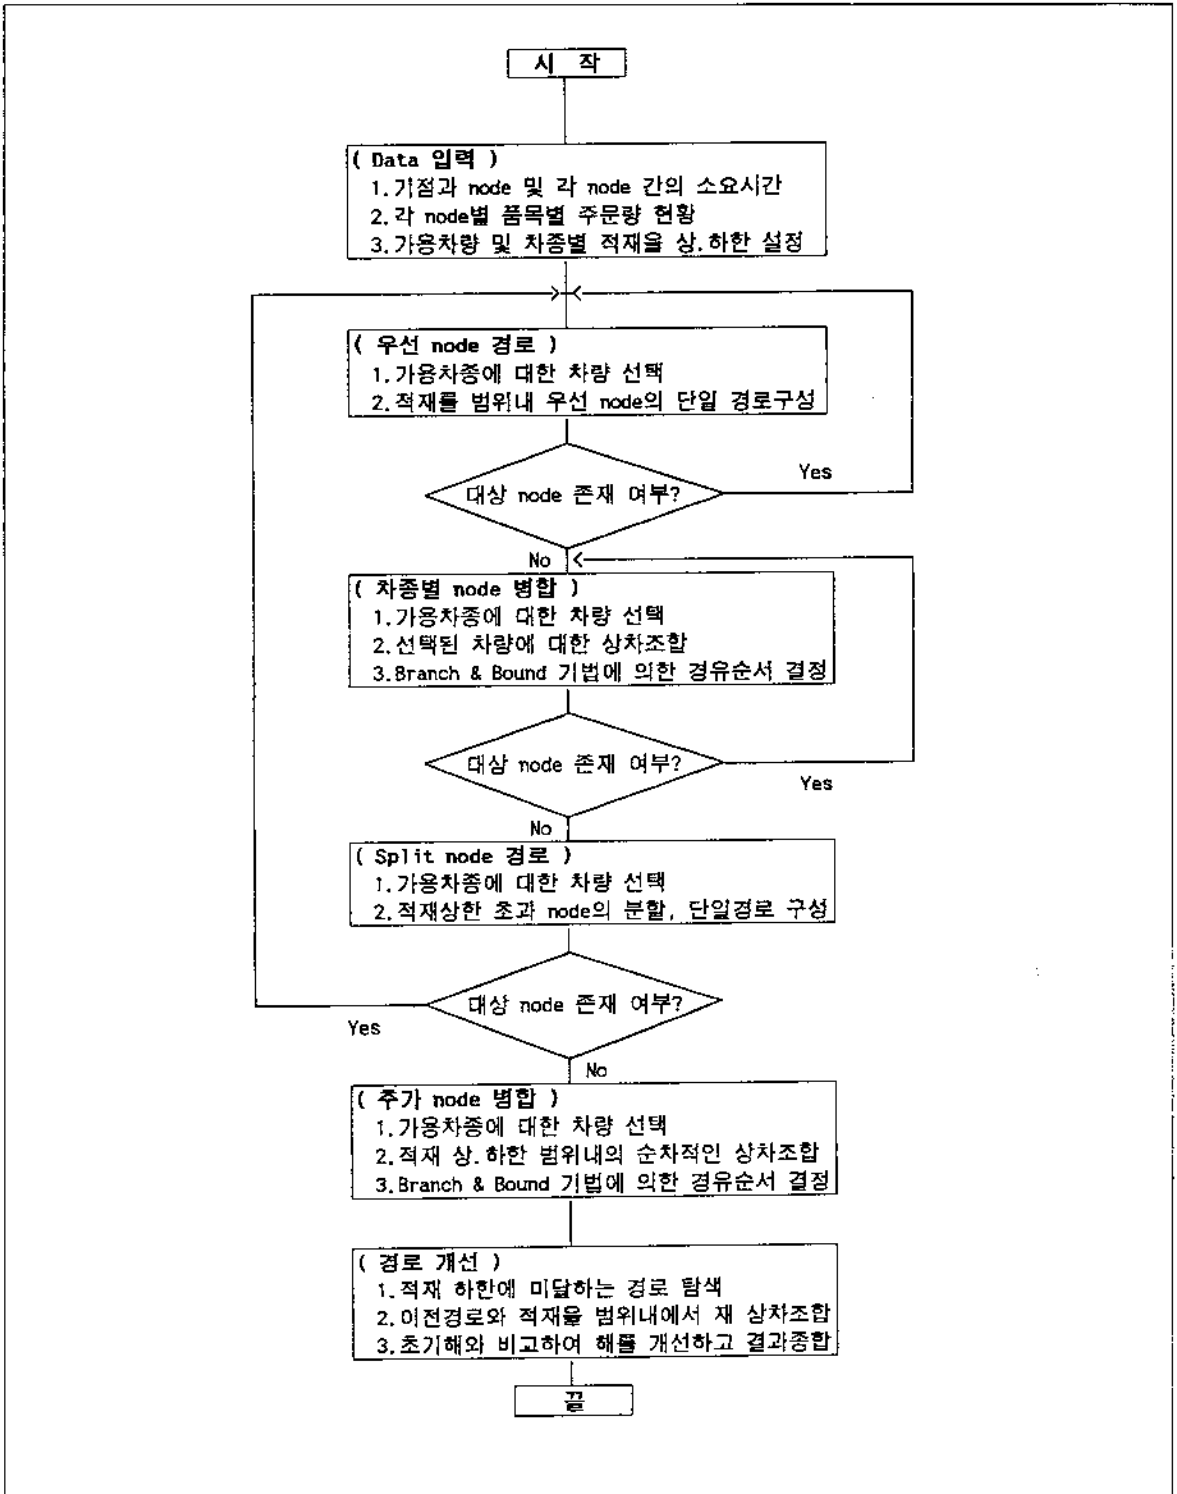 시 작
( Data 입력 )
1.기점과 node 및 각 node 간의 소요시간
2.각 node별 품목별 주문량 현황
3.가용차량 및 차종별 적재율 상.하한 설정
( 우선 node 경로 )
1.가용차종에 대한 차량 선택
2.적재률 범위내 우선 node의 단일 경로구성
Yes
대상 node 존재 여부?
No
( 차종별 node 병합 )
1.가용차종에 대한 차량 선택
2.선택된 차량에 대한 상차조합
3.Branch & Bound 기법에 의한 경유순서 결정
대상 node 존재 여부?
Yes
No
( Split node 경로 )
1.가용차종에 대한 차량 선택
2.적재상한 초과 node의 분할, 단일경로 구성
대상 node 존재 여부?
Yes
No
( 추가 node 병합 )
1.가용차종에 대한 차량 선택
2.적재 상.하한 범위내의 순차적인 상차조합
3.Branch & Bound 기법에 의한 경유순서 결정
( 경로 개선 )
1.적재 하한에 미달하는 경로 탐색
2.이전경로와 적재율 범위내에서 재 상차조합
3.초기해와 비교하여 해를 개선하고 결과종합
끝